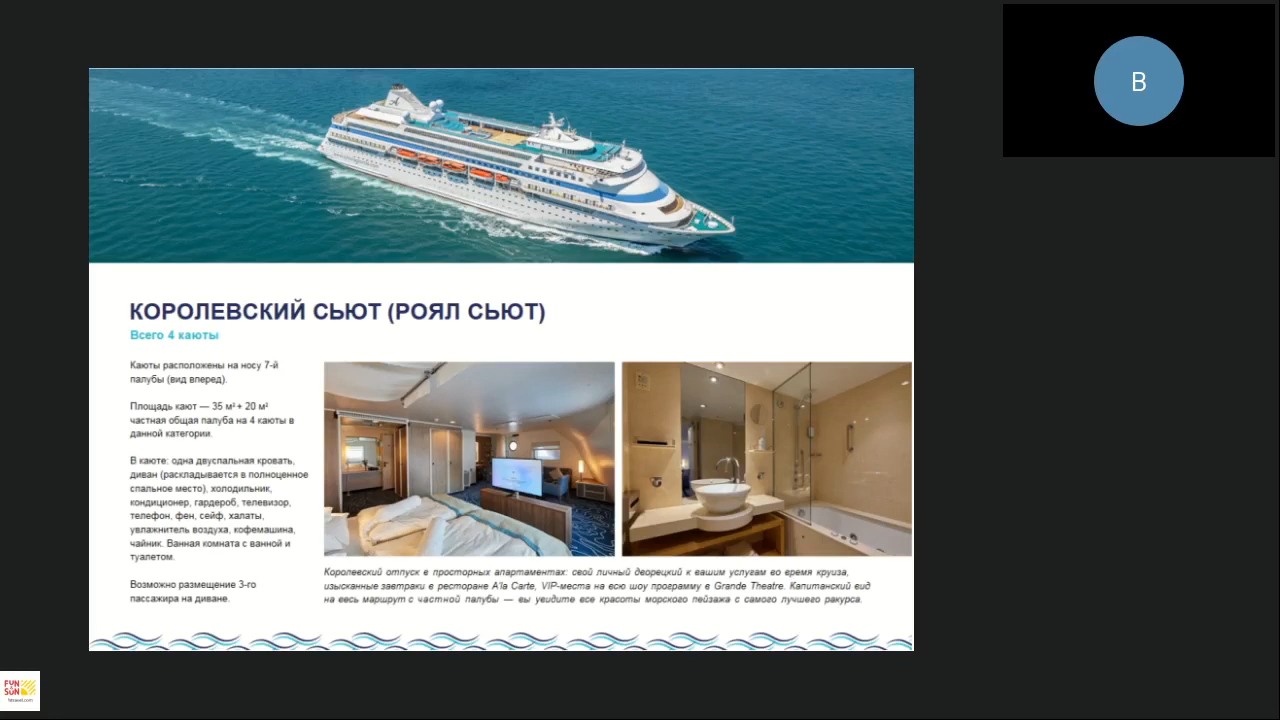 B
КОРОЛЕВСКИЙ СЬЮТ (РОЯЛ СЬЮТ)
Всего 4 каюты
Каюты расположены на носу 7-й
палубы (вид вперед).
Площадь кают — 35 м² + 20 м²
частная общая палуба на 4 каюты в
данной категории.
В каюте: одна двуспальная кровать,
диван (раскладывается в полноценное
спальное место), холодильник,
кондиционер, гардероб, телевизор,
телефон, фен, сейф, халаты,
увлажнитель воздуха, кофемашина,
чайник. Ванная комната с ванной и
туалетом.
Возможно размещение 3-го
пассажира на диване.
Королевский отпуск в просторных апартаментах: свой личный дворецкий к вашим услугам во время круиза,
изысканные завтраки в ресторане A'la Carte, VIP-места на всю шоу программу в Grande Theatre. Капитанский вид
на весь маршрут с частной палубы — вы увидите все красоты морского пейзажа с самого лучшего ракурса.
FUN
SUN
fstravel.com